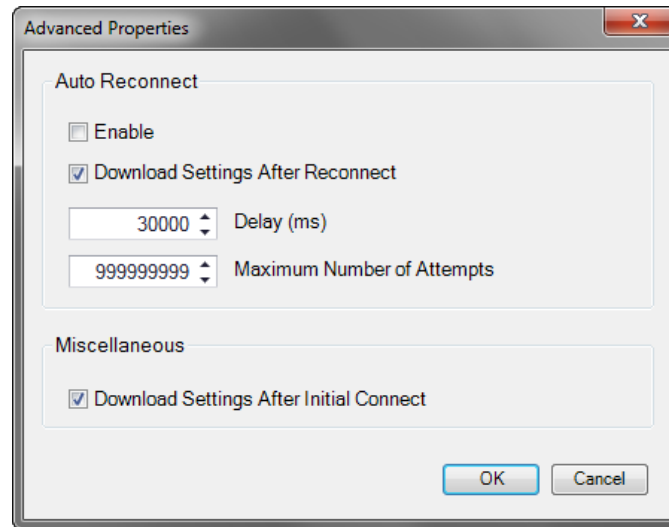 Advanced Properties
Auto Reconnect
Enable
Download Settings After Reconnect
30000 Delay (ms)
999999999 Maximum Number of Attempts
Miscellaneous
Download Settings After Initial Connect
OK Cancel